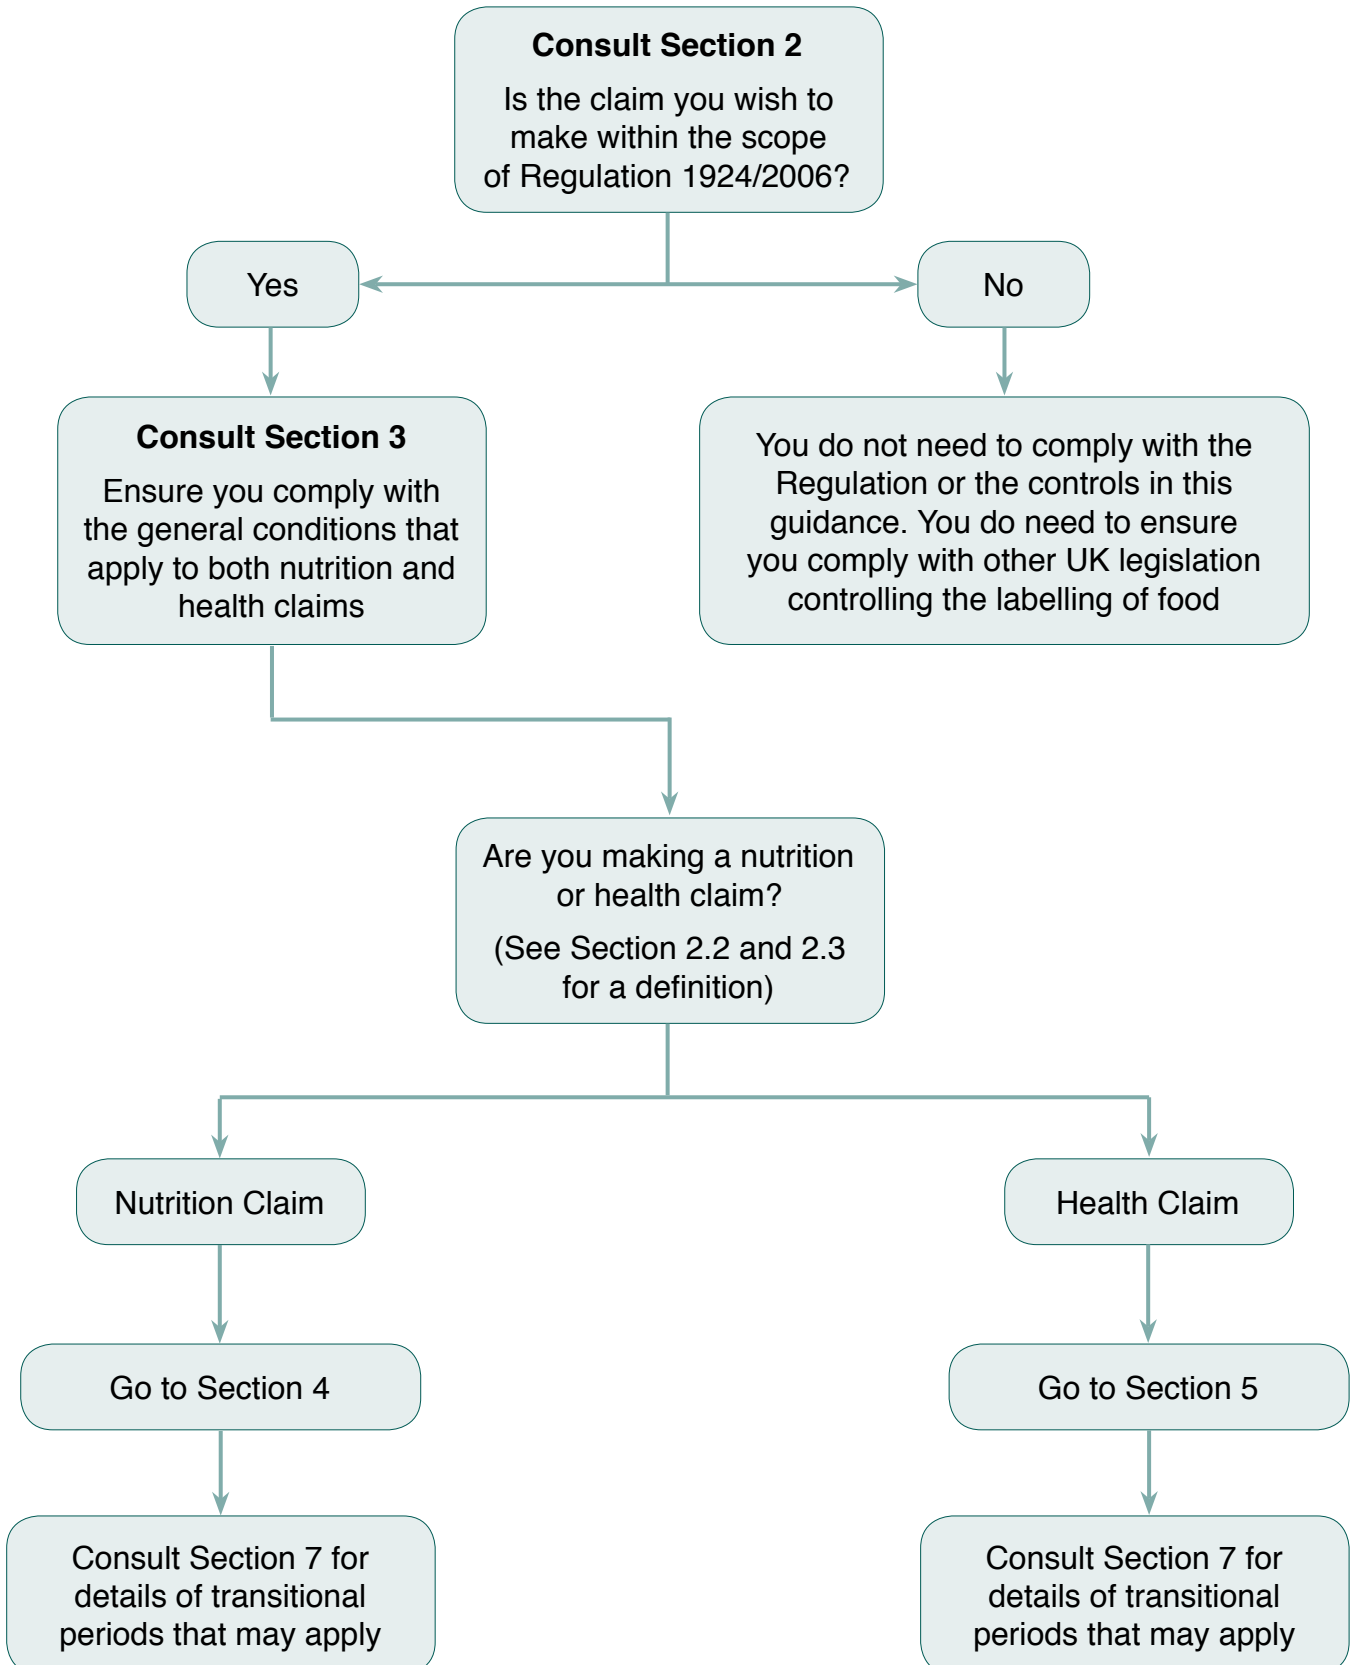 Consult Section 2
Is the claim you wish to
make within the scope
of Regulation 1924/2006?
Yes
No
Consult Section 3
Ensure you comply with
the general conditions that
apply to both nutrition and
health claims
You do not need to comply with the
Regulation or the controls in this
guidance. You do need to ensure
you comply with other UK legislation
controlling the labelling of food
Are you making a nutrition
or health claim?
(See Section 2.2 and 2.3
for a definition)
Nutrition Claim
Health Claim
Go to Section 4
Go to Section 5
Consult Section 7 for
details of transitional
periods that may apply
Consult Section 7 for
details of transitional
periods that may apply